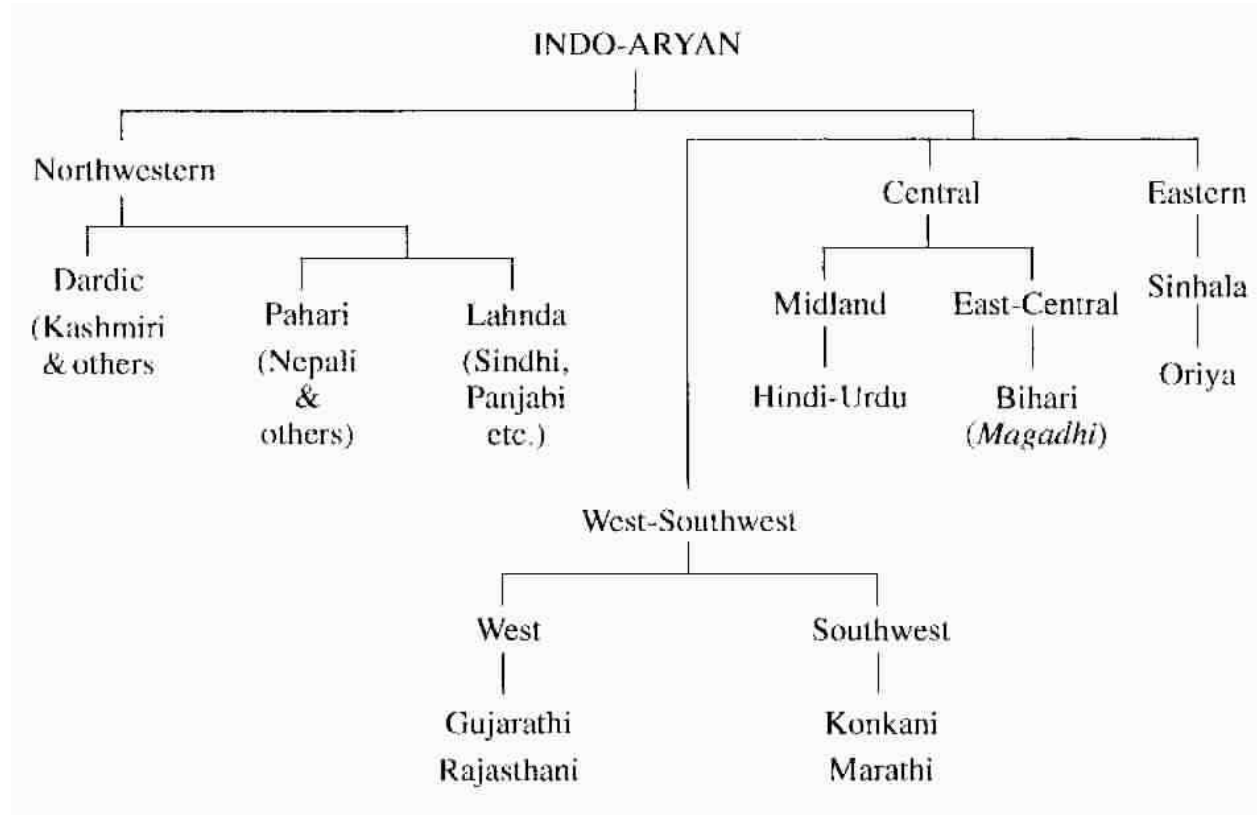 INDO-ARYAN
Northwestern
Central
Eastern
Dardic
(Kashmiri
& others
Pahari
(Nepali
&
others)
Lahnda
(Sindhi,
Panjabi
etc.)
Midland
East-Central
Sinhala
Hindi-Urdu
Bihari
(Magadhi)
Oriya
West-Southwest
West
Southwest
Gujarathi
Rajasthani
Konkani
Marathi